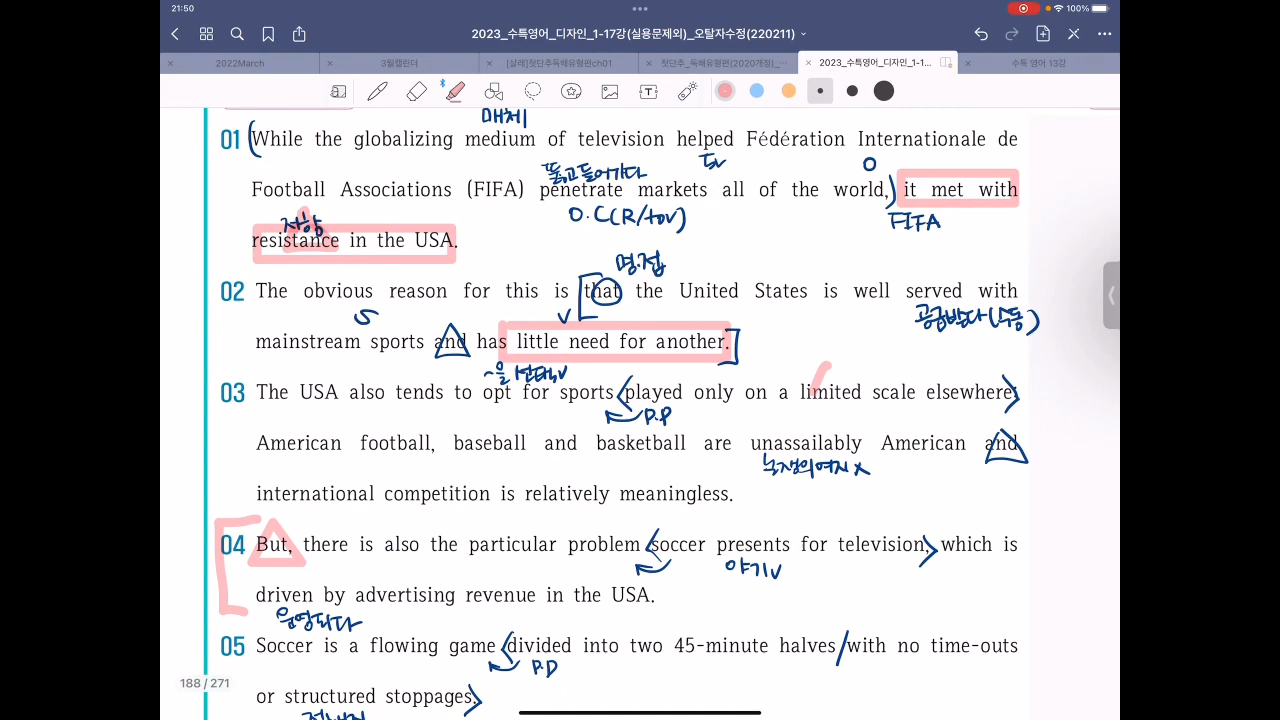 21:50
100%
2023_수특영어_디자인_1-17강(실용문제외)_오탈자수정(220211)
2022March
3월캘린더
[살레]첫단추독해유형편ch01
첫단추_독해유형편(2020개정)_…
2023_수특영어_디자인_1-1...
수특 영어 13강
매체
01 While the globalizing medium of television helped Fédération Internationale de
뚫고 들어가다
O
Football Associations (FIFA) penetrate markets all of the world, it met with
저항
O.C(R/tov)
FIFA
resistance in the USA.
명.접
02 The obvious reason for this is that the United States is well served with
S
V
공급받다(수동)
mainstream sports and has little need for another.
~을 선택v
03 The USA also tends to opt for sports played only on a limited scale elsewhere:
P.P
American football, baseball and basketball are unassailably American and
논쟁의여지 x
international competition is relatively meaningless.
04 But, there is also the particular problem soccer presents for television, which is
야기v
driven by advertising revenue in the USA.
운영되다
05 Soccer is a flowing game divided into two 45-minute halves with no time-outs
P.P
188 / 271
or structured stoppages.